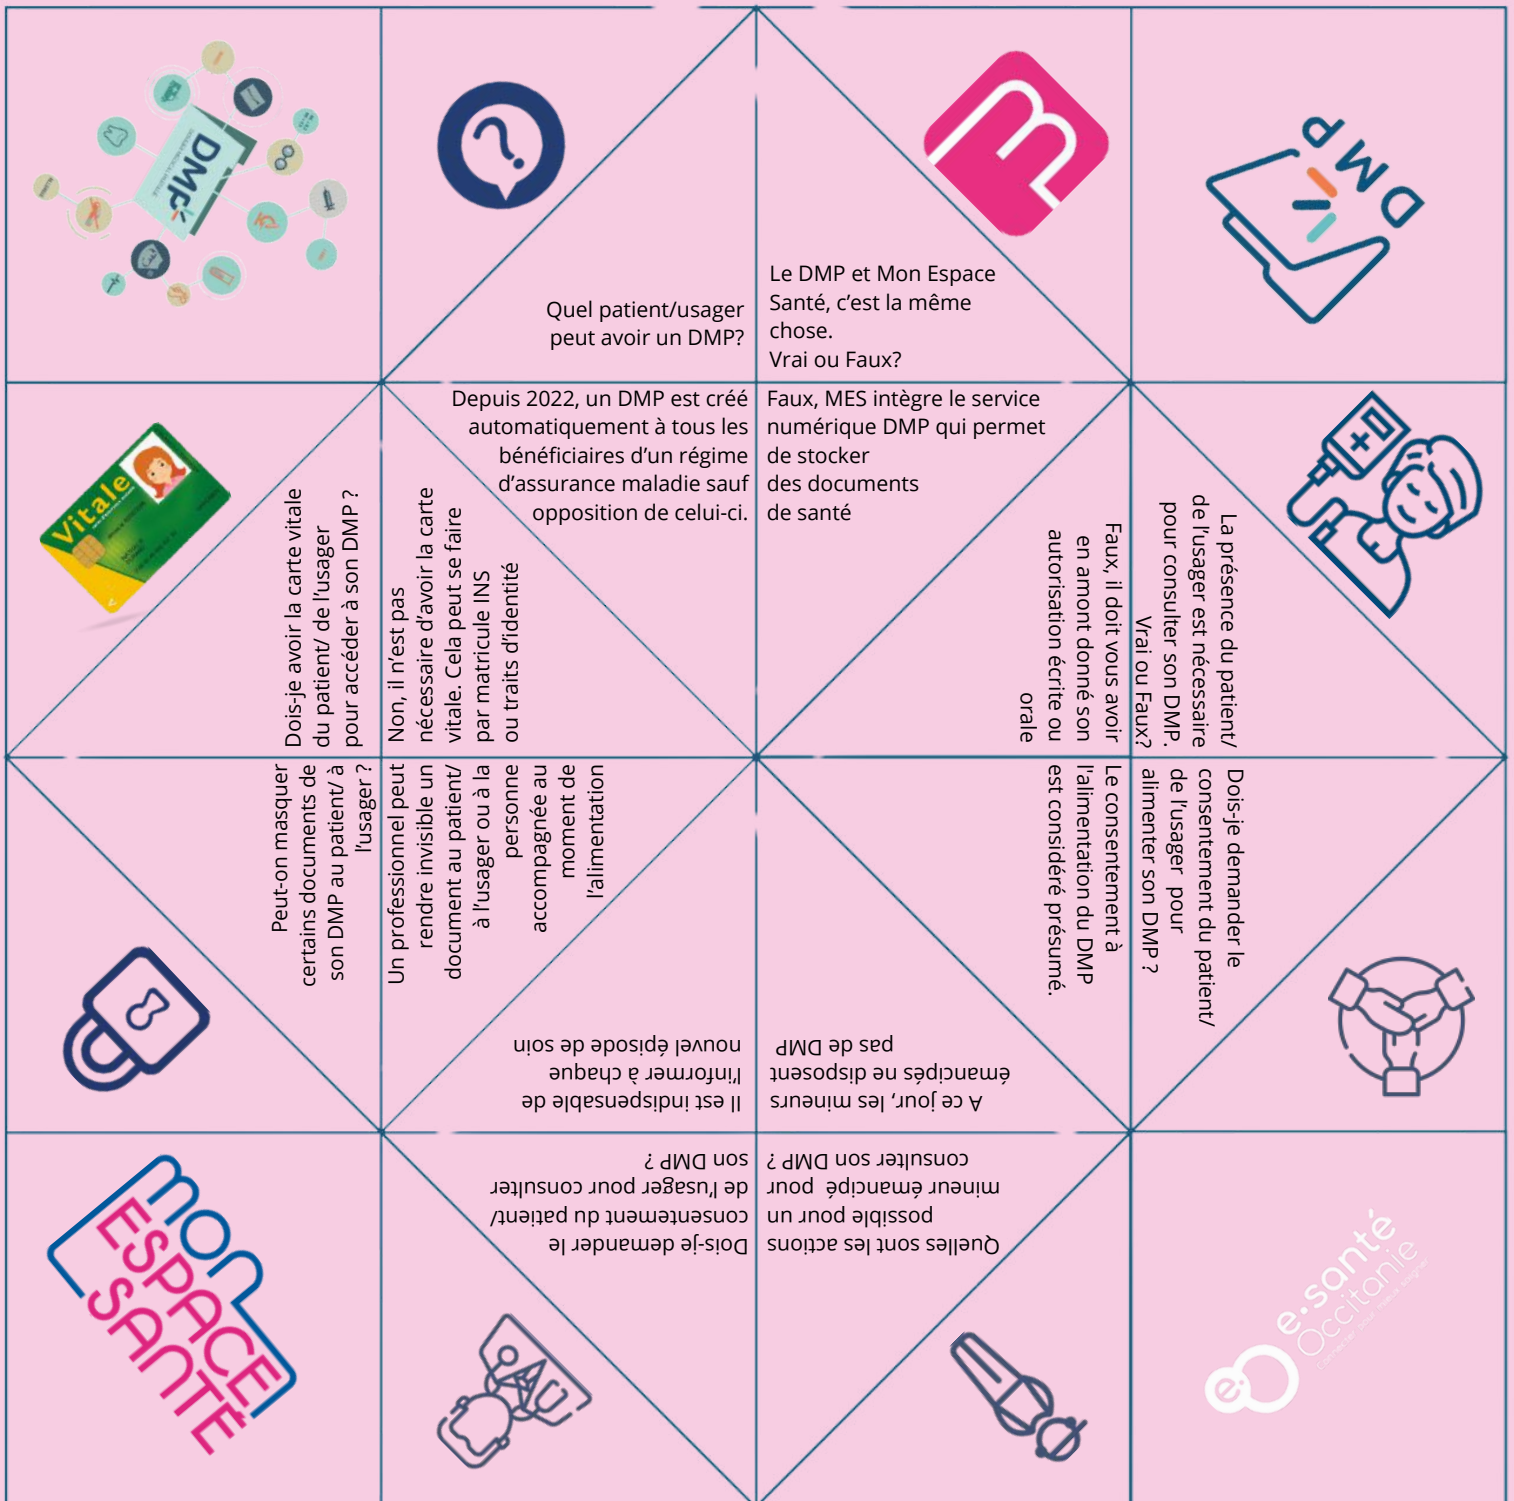 DMP
DMP
Quel patient/usager
peut avoir un DMP?
Le DMP et Mon Espace
Santé, c’est la même
chose.
Vrai ou Faux?
Depuis 2022, un DMP est créé
automatiquement à tous les
bénéficiaires d’un régime
d’assurance maladie sauf
opposition de celui-ci.
Faux, MES intègre le service
numérique DMP qui permet
de stocker
des documents
de santé
Vitale
Dois-je avoir la carte vitale
du patient/ de l’usager
pour accéder à son DMP ?
Non, il n’est pas
nécessaire d’avoir la carte
vitale. Cela peut se faire
par matricule INS
ou traits d’identité
La présence du patient/
de l’usager est nécessaire
pour consulter son DMP.
Vrai ou Faux?
Faux, il doit vous avoir
en amont donné son
autorisation écrite ou
orale
Peut-on masquer
certains documents de
son DMP au patient/ à
l’usager ?
Un professionnel peut
rendre invisible un
document au patient/
à l’usager ou à la
personne
accompagnée au
moment de
l’alimentation
Dois-je demander le
consentement du patient/
de l’usager  pour
alimenter son DMP ?
Le consentement à
l’alimentation du DMP
est considéré présumé.
Il est indispensable de
l’informer à chaque
nouvel épisode de soin
A ce jour, les mineurs
émancipés ne disposent
pas de DMP
Dois-je demander le
consentement du patient/
de l’usager pour consulter
son DMP ?
Quelles sont les actions
possible pour un
mineur émancipé  pour
consulter son DMP ?
MON
ESPACE
SANTÉ
e.santé
Occitanie